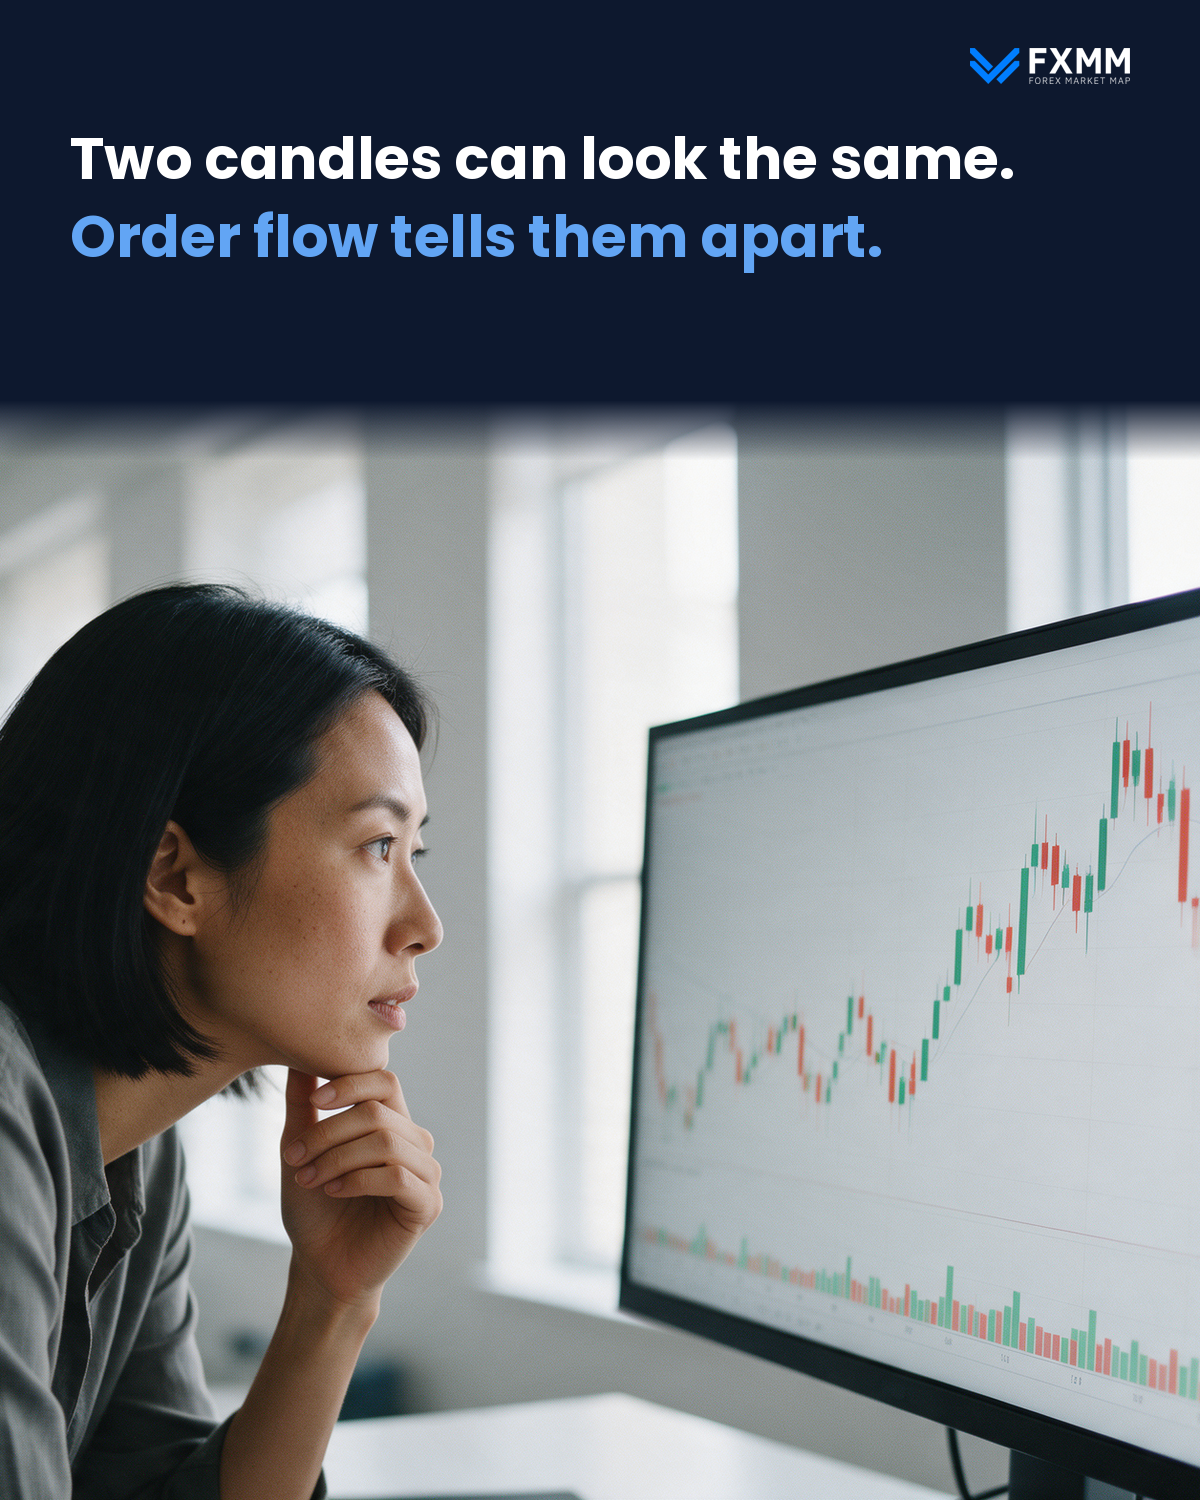 FXMM
FOREX MARKET MAP
Two candles can look the same.
Order flow tells them apart.